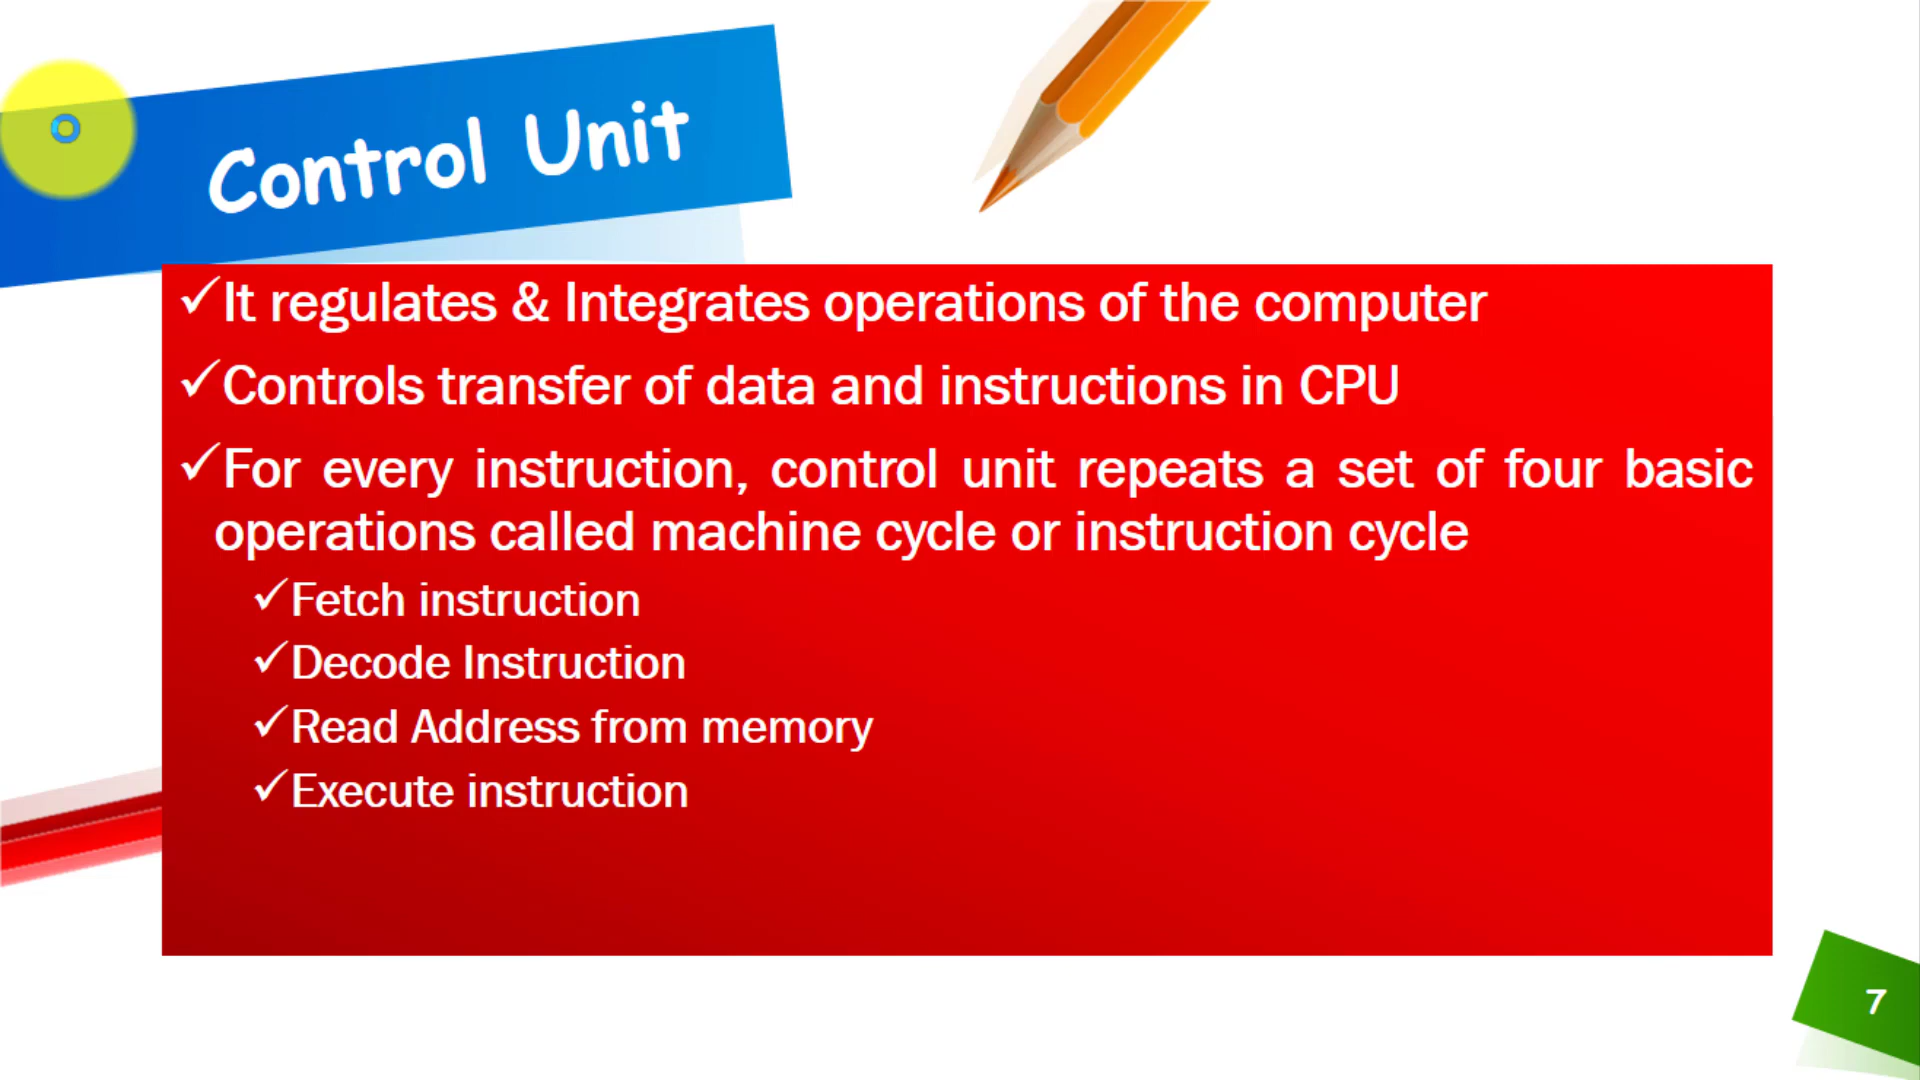 Control Unit
✓It regulates & Integrates operations of the computer
✓Controls transfer of data and instructions in CPU
✓For every instruction, control unit repeats a set of four basic
operations called machine cycle or instruction cycle
✓Fetch instruction
✓Decode Instruction
✓Read Address from memory
✓Execute instruction
7